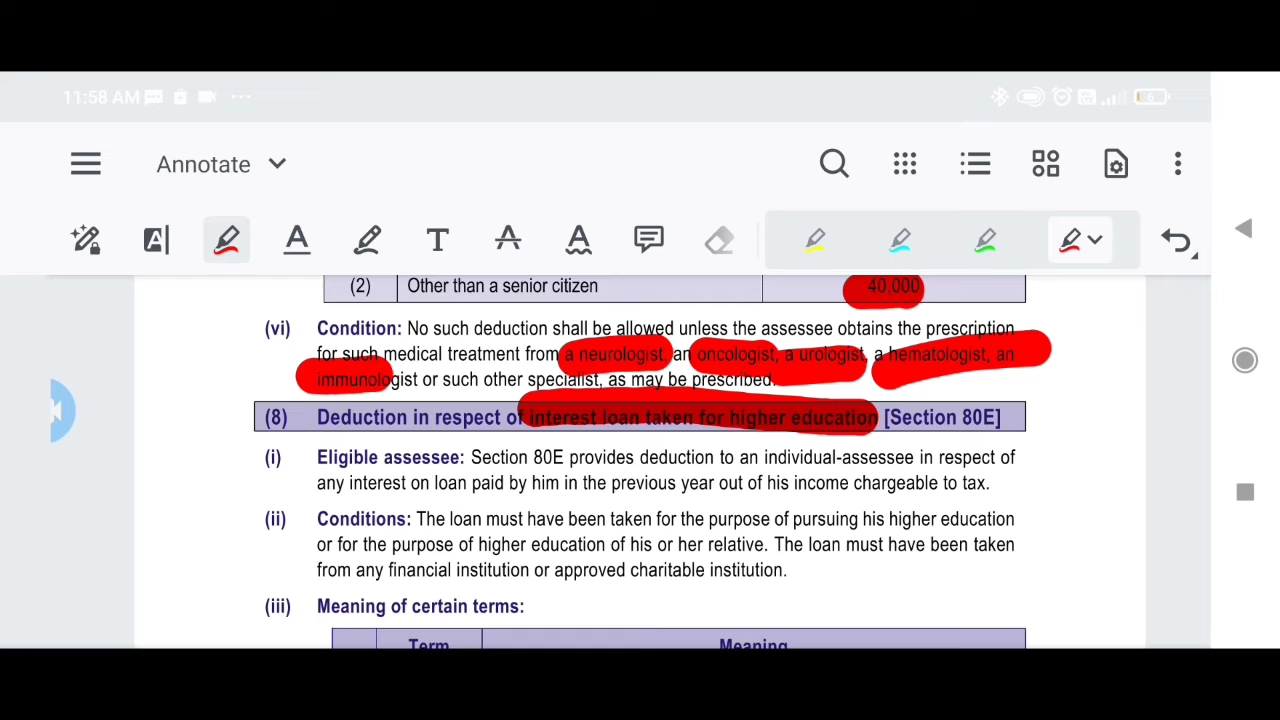 11:58 AM
6
Annotate
A
A
T
A
A
(2) Other than a senior citizen 40,000
(vi) Condition: No such deduction shall be allowed unless the assessee obtains the prescription
for such medical treatment from a neurologist, an oncologist, a urologist, a hematologist, an
immunologist or such other specialist, as may be prescribed.
(8) Deduction in respect of interest loan taken for higher education [Section 80E]
(i) Eligible assessee: Section 80E provides deduction to an individual-assessee in respect of
any interest on loan paid by him in the previous year out of his income chargeable to tax.
(ii) Conditions: The loan must have been taken for the purpose of pursuing his higher education
or for the purpose of higher education of his or her relative. The loan must have been taken
from any financial institution or approved charitable institution.
(iii) Meaning of certain terms:
Term Meaning